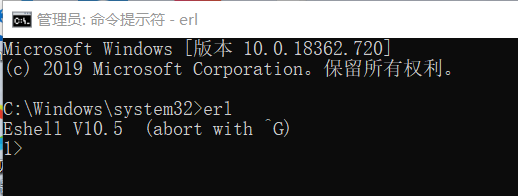 管理员: 命令提示符 - erl
Microsoft Windows [版本 10.0.18362.720]
(c) 2019 Microsoft Corporation。保留所有权利。
C:\Windows\system32>erl
Eshell V10.5  (abort with ^G)
1>